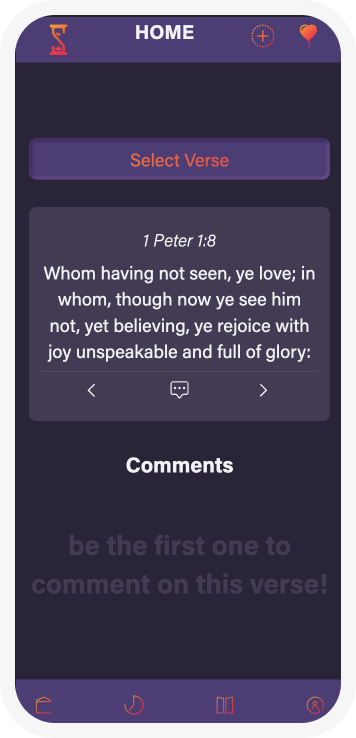 HOME
Select Verse
1 Peter 1:8
Whom having not seen, ye love; in
whom, though now ye see him
not, yet believing, ye rejoice with
joy unspeakable and full of glory:
Comments
be the first one to
comment on this verse!